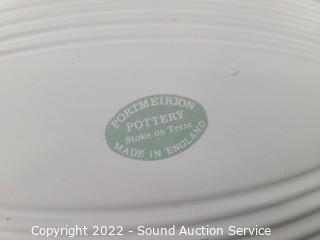 PORTMEIRION
POTTERY
Stoke on Trent
MADE IN ENGLAND
Copyright 2022 - Sound Auction Service